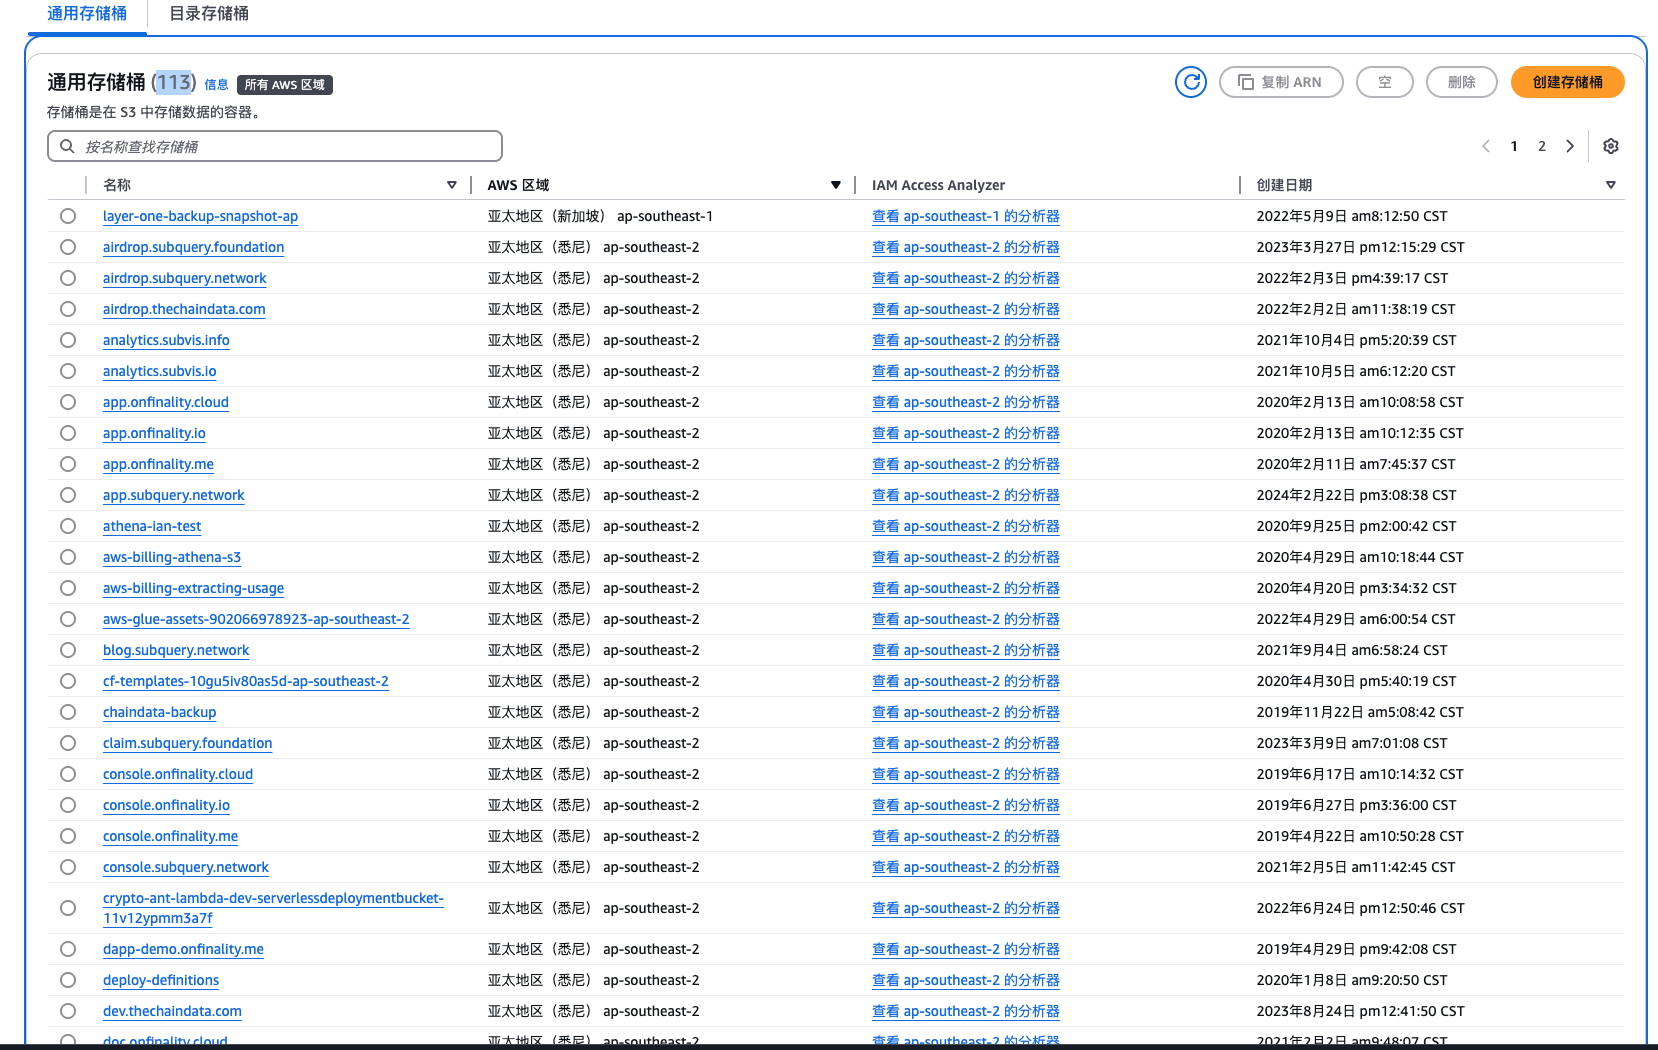 通用存储桶 目录存储桶
通用存储桶 (113) 信息 所有 AWS 区域 复制 ARN 空 删除 创建存储桶
存储桶是在 S3 中存储数据的容器。
按名称查找存储桶 1 2
名称 AWS 区域 IAM Access Analyzer 创建日期
layer-one-backup-snapshot-ap 亚太地区（新加坡） ap-southeast-1 查看 ap-southeast-1 的分析器 2022年5月9日 am8:12:50 CST
airdrop.subquery.foundation 亚太地区（悉尼） ap-southeast-2 查看 ap-southeast-2 的分析器 2023年3月27日 pm12:15:29 CST
airdrop.subquery.network 亚太地区（悉尼） ap-southeast-2 查看 ap-southeast-2 的分析器 2022年2月3日 pm4:39:17 CST
airdrop.thechaindata.com 亚太地区（悉尼） ap-southeast-2 查看 ap-southeast-2 的分析器 2022年2月2日 am11:38:19 CST
analytics.subvis.info 亚太地区（悉尼） ap-southeast-2 查看 ap-southeast-2 的分析器 2021年10月4日 pm5:20:39 CST
analytics.subvis.io 亚太地区（悉尼） ap-southeast-2 查看 ap-southeast-2 的分析器 2021年10月5日 am6:12:20 CST
app.onfinality.cloud 亚太地区（悉尼） ap-southeast-2 查看 ap-southeast-2 的分析器 2020年2月13日 am10:08:58 CST
app.onfinality.io 亚太地区（悉尼） ap-southeast-2 查看 ap-southeast-2 的分析器 2020年2月13日 am10:12:35 CST
app.onfinality.me 亚太地区（悉尼） ap-southeast-2 查看 ap-southeast-2 的分析器 2020年2月11日 am7:45:37 CST
app.subquery.network 亚太地区（悉尼） ap-southeast-2 查看 ap-southeast-2 的分析器 2024年2月22日 pm3:08:38 CST
athena-ian-test 亚太地区（悉尼） ap-southeast-2 查看 ap-southeast-2 的分析器 2020年9月25日 pm2:00:42 CST
aws-billing-athena-s3 亚太地区（悉尼） ap-southeast-2 查看 ap-southeast-2 的分析器 2020年4月29日 am10:18:44 CST
aws-billing-extracting-usage 亚太地区（悉尼） ap-southeast-2 查看 ap-southeast-2 的分析器 2020年4月20日 pm3:34:32 CST
aws-glue-assets-902066978923-ap-southeast-2 亚太地区（悉尼） ap-southeast-2 查看 ap-southeast-2 的分析器 2022年4月29日 am6:00:54 CST
blog.subquery.network 亚太地区（悉尼） ap-southeast-2 查看 ap-southeast-2 的分析器 2021年9月4日 am6:58:24 CST
cf-templates-10gu5iv80as5d-ap-southeast-2 亚太地区（悉尼） ap-southeast-2 查看 ap-southeast-2 的分析器 2020年4月30日 pm5:40:19 CST
chaindata-backup 亚太地区（悉尼） ap-southeast-2 查看 ap-southeast-2 的分析器 2019年11月22日 am5:08:42 CST
claim.subquery.foundation 亚太地区（悉尼） ap-southeast-2 查看 ap-southeast-2 的分析器 2023年3月9日 am7:01:08 CST
console.onfinality.cloud 亚太地区（悉尼） ap-southeast-2 查看 ap-southeast-2 的分析器 2019年6月17日 am10:14:32 CST
console.onfinality.io 亚太地区（悉尼） ap-southeast-2 查看 ap-southeast-2 的分析器 2019年6月27日 pm3:36:00 CST
console.onfinality.me 亚太地区（悉尼） ap-southeast-2 查看 ap-southeast-2 的分析器 2019年4月22日 am10:50:28 CST
console.subquery.network 亚太地区（悉尼） ap-southeast-2 查看 ap-southeast-2 的分析器 2021年2月5日 am11:42:45 CST
crypto-ant-lambda-dev-serverlessdeploymentbucket-
11v12ypmm3a7f 亚太地区（悉尼） ap-southeast-2 查看 ap-southeast-2 的分析器 2022年6月24日 pm12:50:46 CST
dapp-demo.onfinality.me 亚太地区（悉尼） ap-southeast-2 查看 ap-southeast-2 的分析器 2019年4月29日 pm9:42:08 CST
deploy-definitions 亚太地区（悉尼） ap-southeast-2 查看 ap-southeast-2 的分析器 2020年1月8日 am9:20:50 CST
dev.thechaindata.com 亚太地区（悉尼） ap-southeast-2 查看 ap-southeast-2 的分析器 2023年8月24日 pm12:41:50 CST
doc.onfinality.cloud 亚太地区（悉尼） ap-southeast-2 查看 ap-southeast-2 的分析器 2021年2月2日 am9:48:07 CST